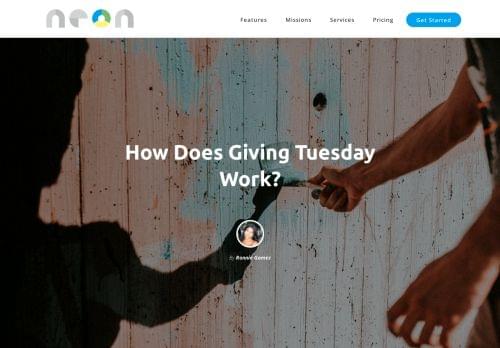 neon
Features Missions Services Pricing Get Started
How Does Giving Tuesday
Work?
By Ronnie Gomez